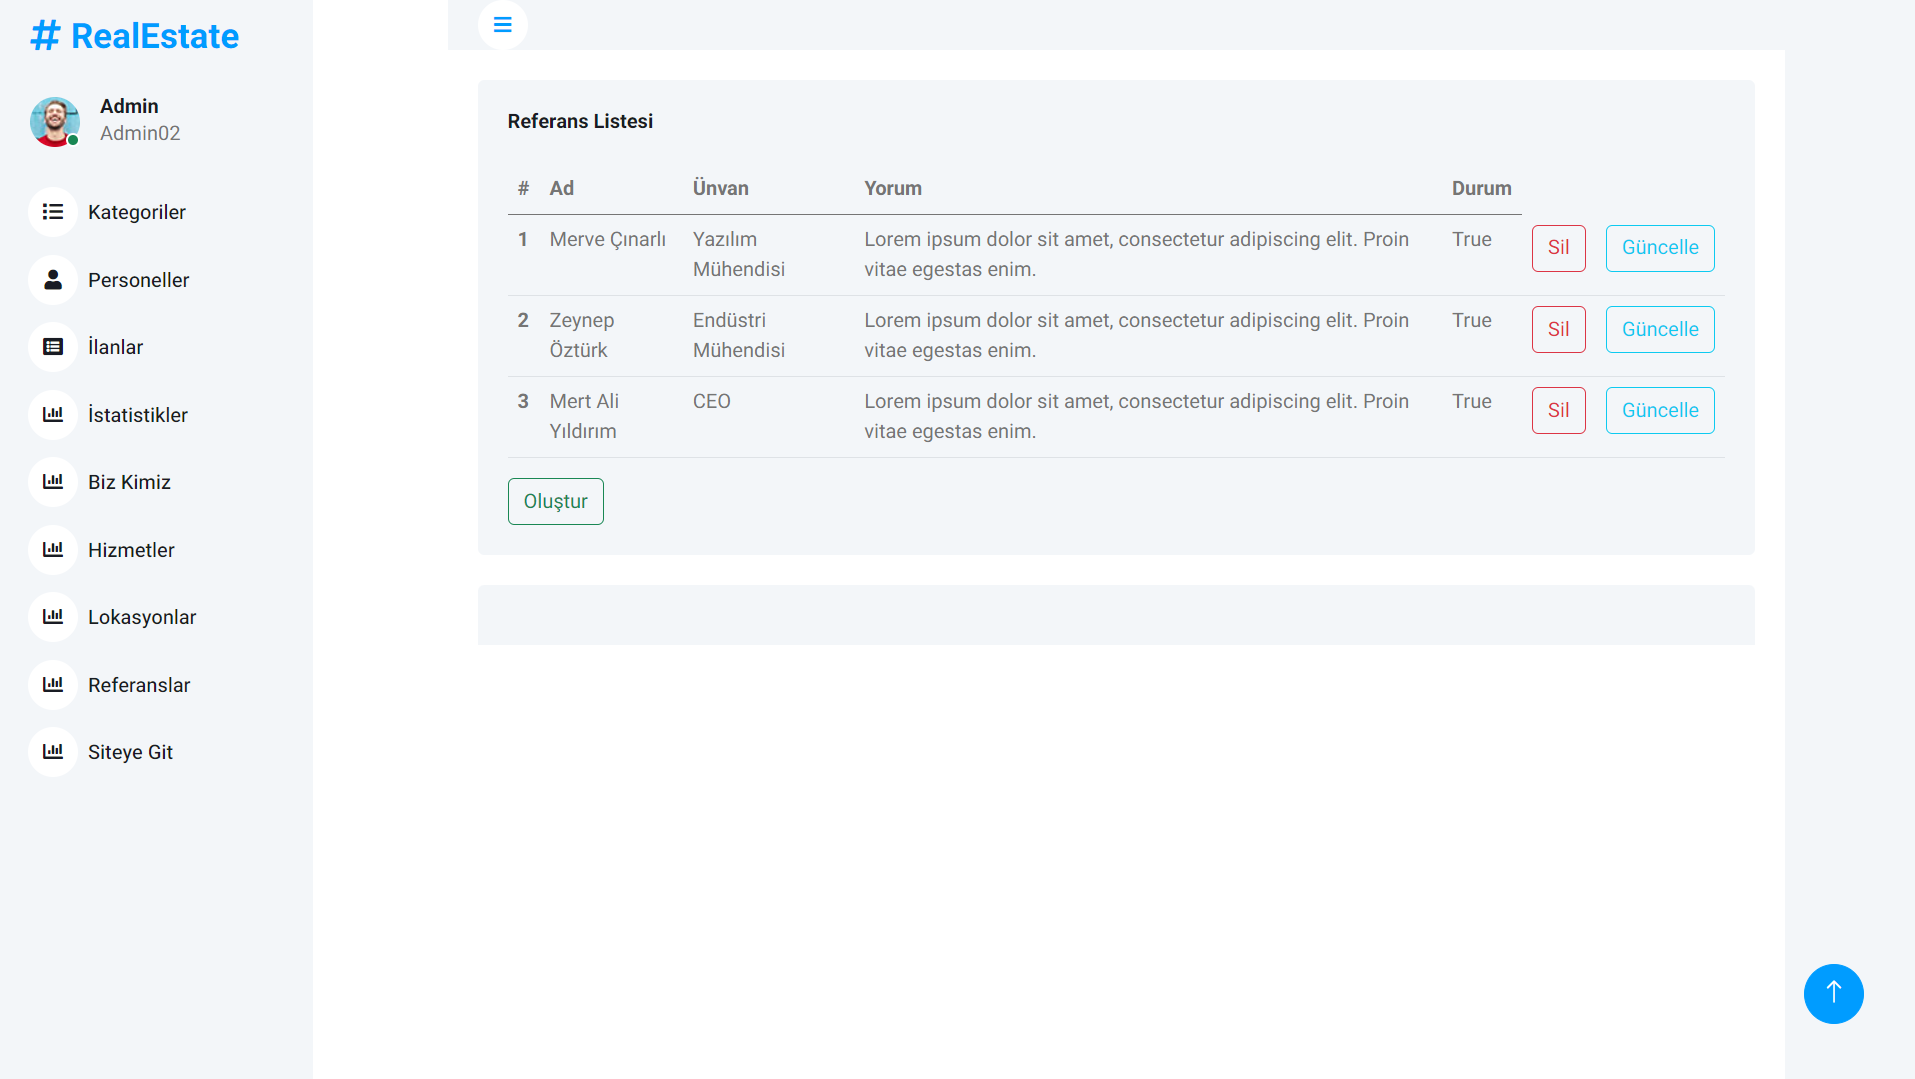 # RealEstate
Admin
Admin02
Kategoriler
Personeller
İlanlar
İstatistikler
Biz Kimiz
Hizmetler
Lokasyonlar
Referanslar
Siteye Git
Referans Listesi
# Ad Ünvan Yorum Durum
1 Merve Çınarlı Yazılım Lorem ipsum dolor sit amet, consectetur adipiscing elit. Proin True Sil Güncelle
Mühendisi vitae egestas enim.
2 Zeynep Endüstri Lorem ipsum dolor sit amet, consectetur adipiscing elit. Proin True Sil Güncelle
Öztürk Mühendisi vitae egestas enim.
3 Mert Ali CEO Lorem ipsum dolor sit amet, consectetur adipiscing elit. Proin True Sil Güncelle
Yıldırım vitae egestas enim.
Oluştur